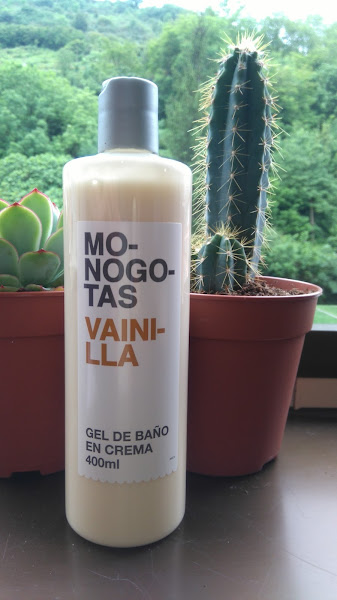 MO-
NOGO-
TAS
VAINI-
LLA
GEL DE BAÑO
EN CREMA
400ml